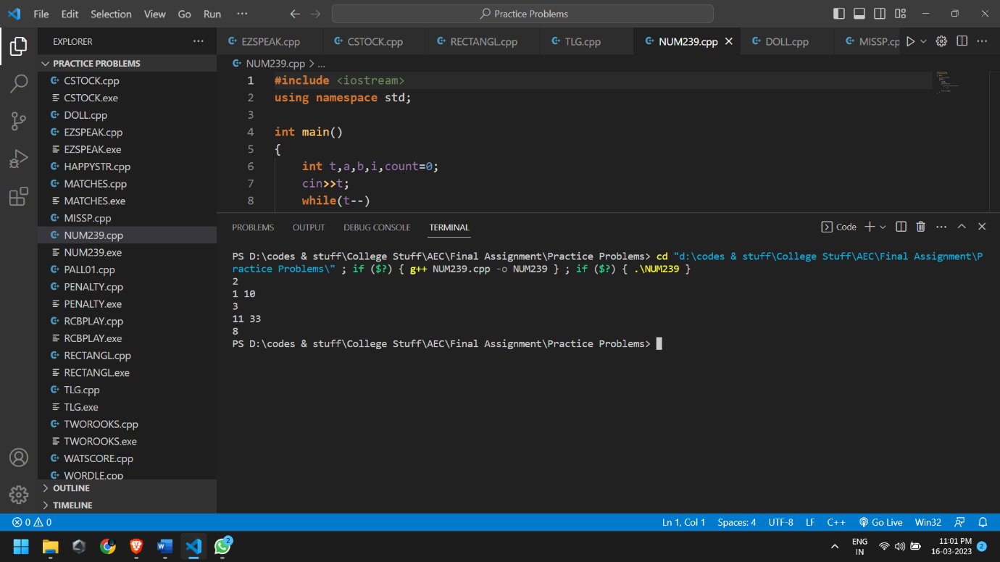 File Edit Selection View Go Run ··· Practice Problems
EXPLORER ···
PRACTICE PROBLEMS
CSTOCK.cpp
CSTOCK.exe
DOLL.cpp
EZSPEAK.cpp
EZSPEAK.exe
HAPPYSTR.cpp
MATCHES.cpp
MATCHES.exe
MISSP.cpp
NUM239.cpp
NUM239.exe
PALL01.cpp
PENALTY.cpp
PENALTY.exe
RCBPLAY.cpp
RCBPLAY.exe
RECTANGL.cpp
RECTANGL.exe
TLG.cpp
TLG.exe
TWOROOKS.cpp
TWOROOKS.exe
WATSCORE.cpp
WORDLE.cpp
OUTLINE
TIMELINE
EZSPEAK.cpp CSTOCK.cpp RECTANGL.cpp TLG.cpp NUM239.cpp DOLL.cpp MISSP.cp
NUM239.cpp > ...
1 #include <iostream>
2 using namespace std;
3
4 int main()
5 {
6 int t,a,b,i,count=0;
7 cin>>t;
8 while(t--)
PROBLEMS OUTPUT DEBUG CONSOLE TERMINAL Code
PS D:\codes & stuff\College Stuff\AEC\Final Assignment\Practice Problems> cd "d:\codes & stuff\College Stuff\AEC\Final Assignment\P
ractice Problems\" ; if ($?) { g++ NUM239.cpp -o NUM239 } ; if ($?) { .\NUM239 }
2
1 10
3
11 33
8
PS D:\codes & stuff\College Stuff\AEC\Final Assignment\Practice Problems>
0 0 Ln 1, Col 1 Spaces: 4 UTF-8 LF C++ Go Live Win32
2 ENG 11:01 PM
IN 16-03-2023 2